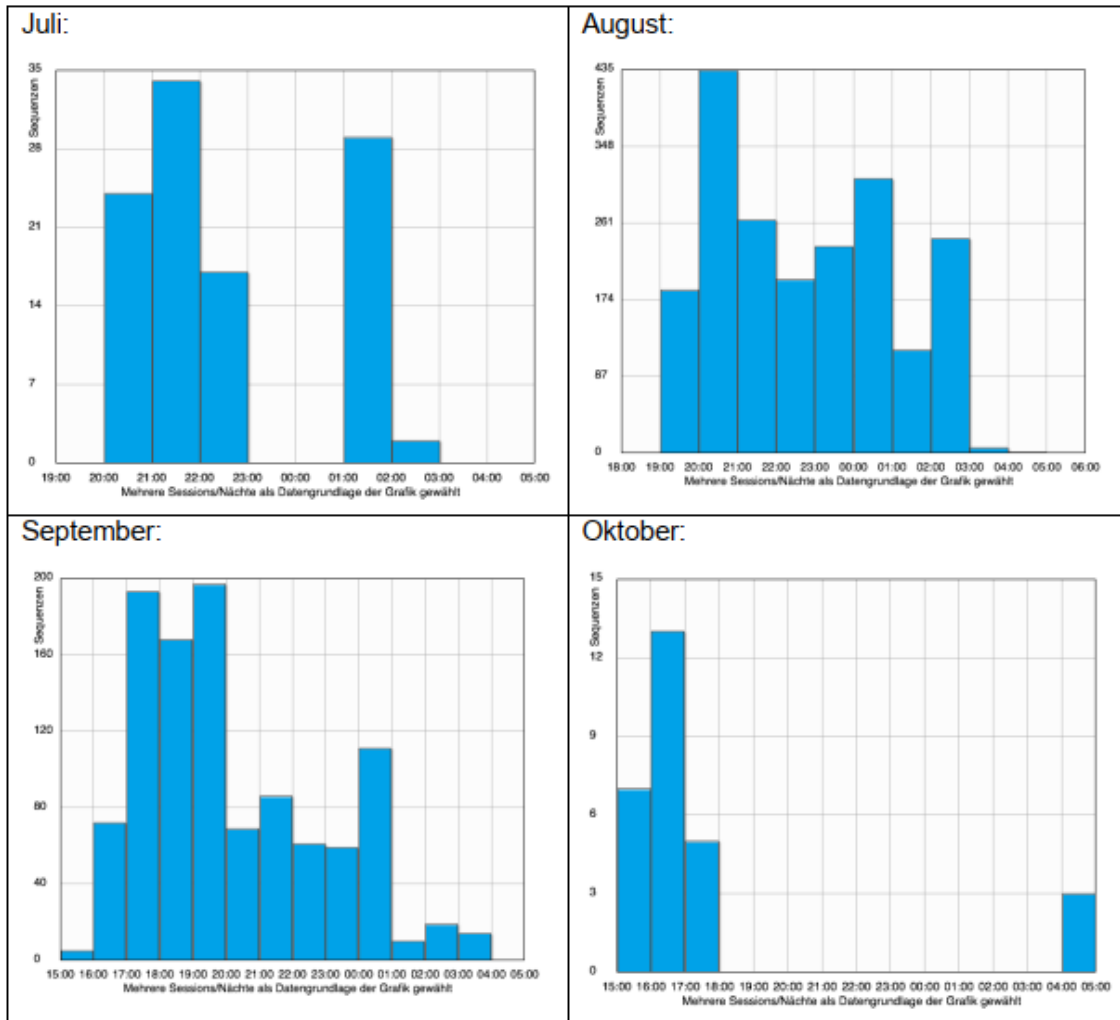 Juli:
35
Sequenzen
28
21
14
7
0
19:00 20:00 21:00 22:00 23:00 00:00 01:00 02:00 03:00 04:00 05:00
Mehrere Sessions/Nächte als Datengrundlage der Grafik gewählt
August:
435
Sequenzen
348
261
174
87
0
18:00 19:00 20:00 21:00 22:00 23:00 00:00 01:00 02:00 03:00 04:00 05:00 06:00
Mehrere Sessions/Nächte als Datengrundlage der Grafik gewählt
September:
200
Sequenzen
160
120
80
40
0
15:00 16:00 17:00 18:00 19:00 20:00 21:00 22:00 23:00 00:00 01:00 02:00 03:00 04:00 05:00
Mehrere Sessions/Nächte als Datengrundlage der Grafik gewählt
Oktober:
15
Sequenzen
12
9
6
3
0
15:00 16:00 17:00 18:00 19:00 20:00 21:00 22:00 23:00 00:00 01:00 02:00 03:00 04:00 05:00
Mehrere Sessions/Nächte als Datengrundlage der Grafik gewählt